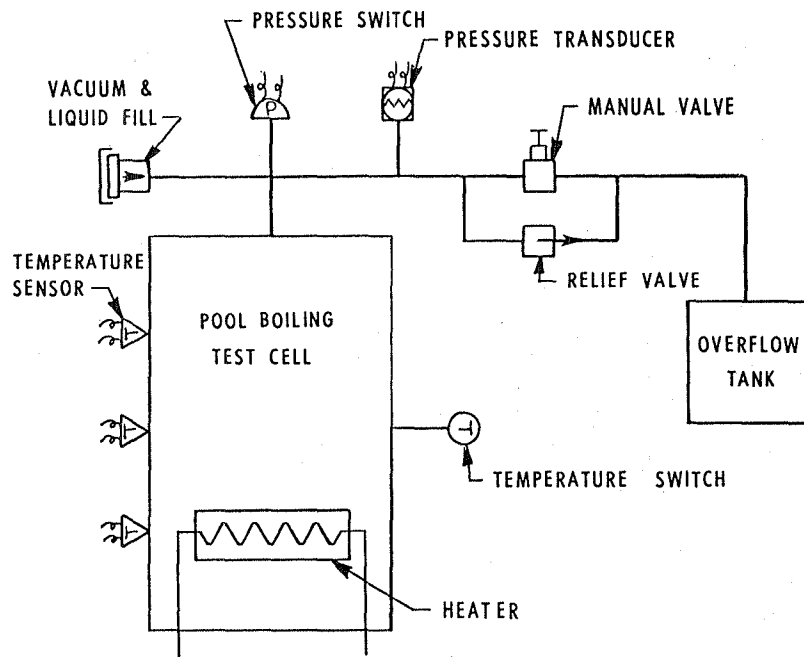 PRESSURE SWITCH
PRESSURE TRANSDUCER
VACUUM &
LIQUID FILL
P
MANUAL VALVE
TEMPERATURE
SENSOR
RELIEF VALVE
T
POOL BOILING
TEST CELL
OVERFLOW
TANK
T
T
TEMPERATURE SWITCH
T
HEATER